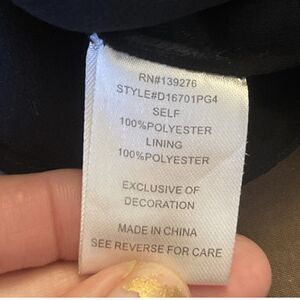 RN#139276
STYLE#D16701PG4
SELF
100%POLYESTER
LINING
100%POLYESTER
EXCLUSIVE OF
DECORATION
MADE IN CHINA
SEE REVERSE FOR CARE